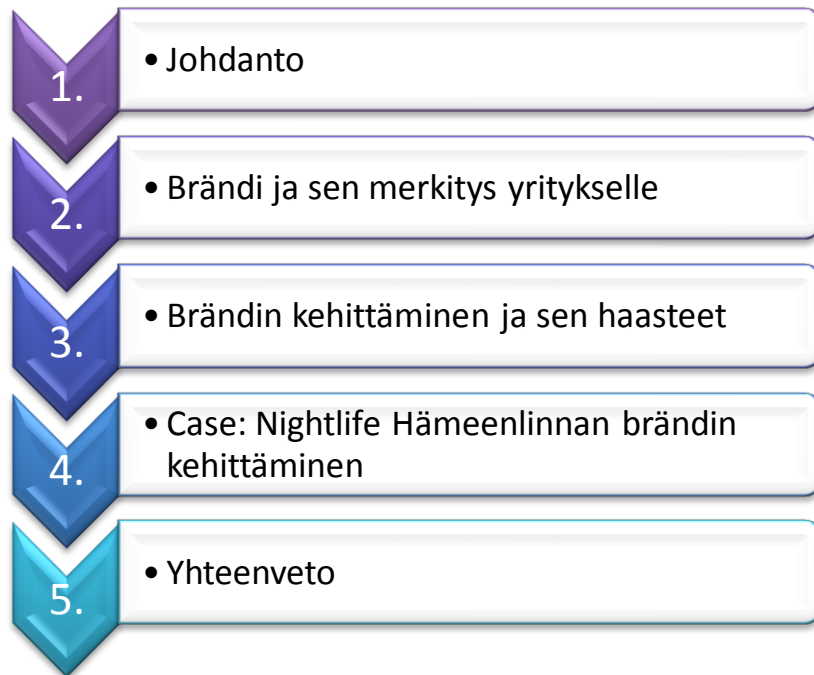 1.
• Johdanto
2.
• Brändi ja sen merkitys yritykselle
3.
• Brändin kehittäminen ja sen haasteet
4.
• Case: Nightlife Hämeenlinnan brändin
kehittäminen
5.
• Yhteenveto